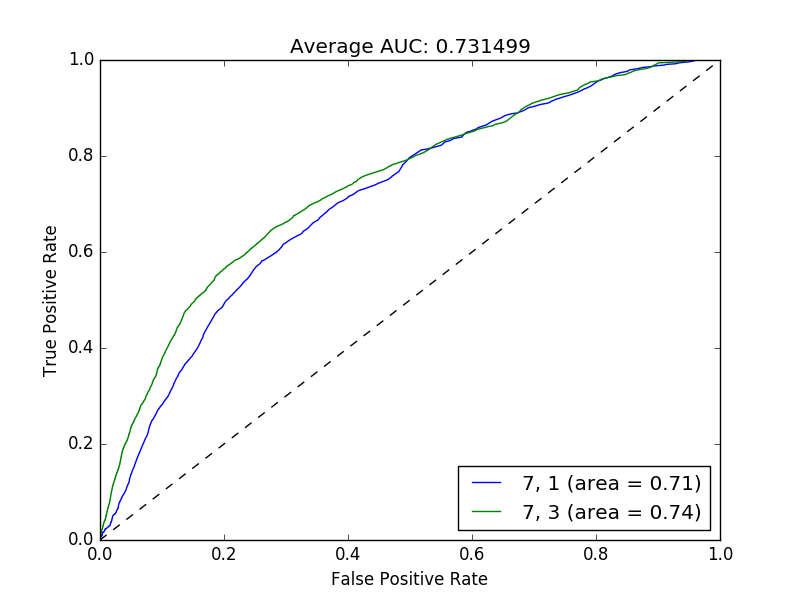 Average AUC: 0.731499
1.0
0.8
0.6
0.4
0.2
0.0
True Positive Rate
0.0 0.2 0.4 0.6 0.8 1.0
False Positive Rate
7, 1 (area = 0.71)
7, 3 (area = 0.74)